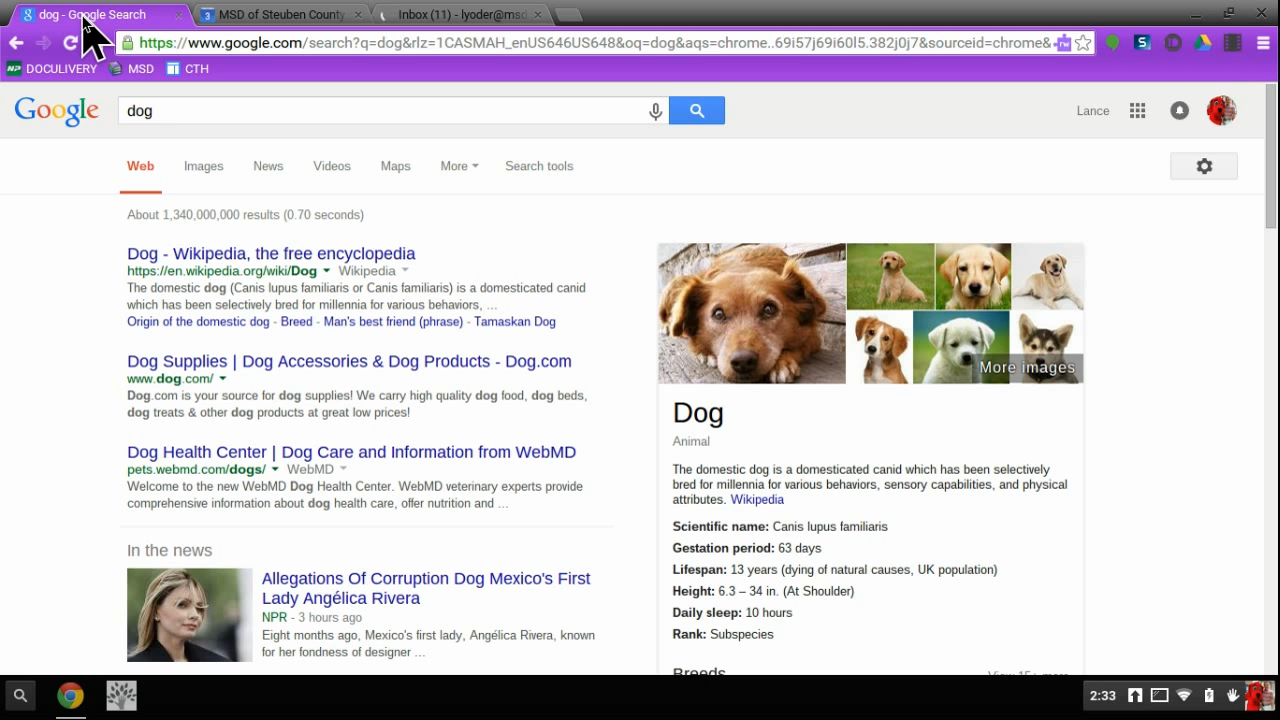 dog - Google Search
MSD of Steuben County
Inbox (11) - lyoder@msd
https://www.google.com/search?q=dog&rlz=1CASMAH_enUS646US648&oq=dog&aqs=chrome..69i57j69i60l5.382j0j7&sourceid=chrome&
DOCULIVERY MSD CTH
Google dog Lance
Web Images News Videos Maps More Search tools
About 1,340,000,000 results (0.70 seconds)
Dog - Wikipedia, the free encyclopedia
https://en.wikipedia.org/wiki/Dog Wikipedia
The domestic dog (Canis lupus familiaris or Canis familiaris) is a domesticated canid
which has been selectively bred for millennia for various behaviors, ...
Origin of the domestic dog - Breed - Man's best friend (phrase) - Tamaskan Dog
Dog Supplies | Dog Accessories & Dog Products - Dog.com
www.dog.com/
Dog.com is your source for dog supplies! We carry high quality dog food, dog beds,
dog treats & other dog products at great low prices!
Dog Health Center | Dog Care and Information from WebMD
pets.webmd.com/dogs/ WebMD
Welcome to the new WebMD Dog Health Center. WebMD veterinary experts provide
comprehensive information about dog health care, offer nutrition and ...
In the news
Allegations Of Corruption Dog Mexico's First
Lady Angélica Rivera
NPR - 3 hours ago
Eight months ago, Mexico's first lady, Angélica Rivera, known
for her fondness of designer ...
More images
Dog
Animal
The domestic dog is a domesticated canid which has been selectively
bred for millennia for various behaviors, sensory capabilities, and physical
attributes. Wikipedia
Scientific name: Canis lupus familiaris
Gestation period: 63 days
Lifespan: 13 years (dying of natural causes, UK population)
Height: 6.3 – 34 in. (At Shoulder)
Daily sleep: 10 hours
Rank: Subspecies
Breeds
2:33